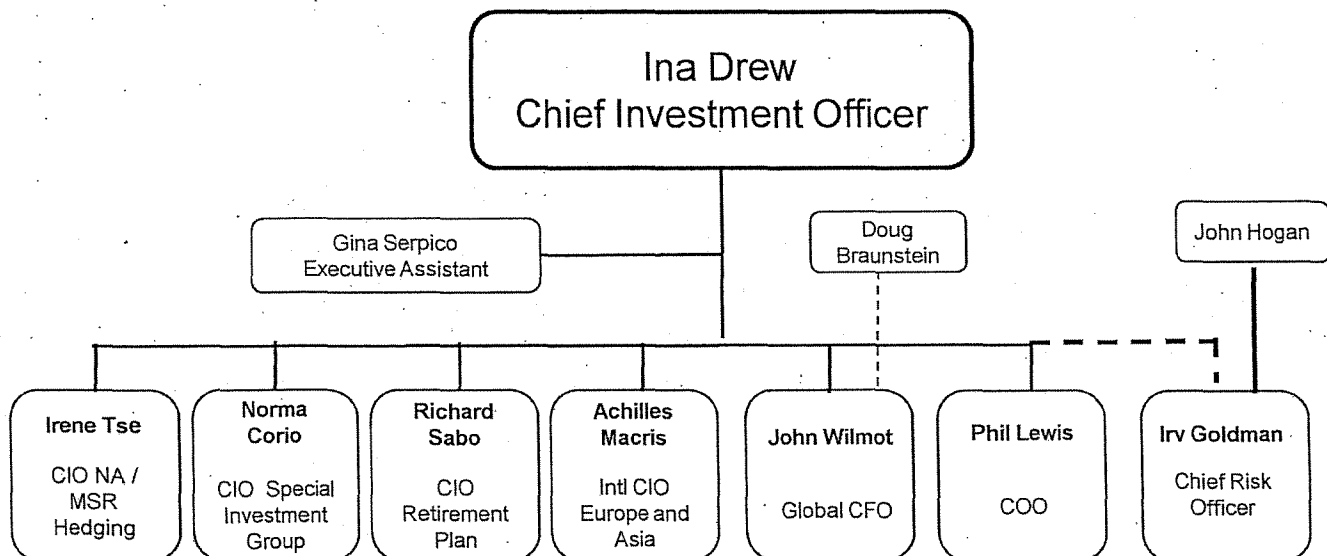 Ina Drew
Chief Investment Officer
Gina Serpico
Executive Assistant
Doug
Braunstein
John Hogan
Irene Tse
CIO NA /
MSR
Hedging
Norma
Corio
CIO Special
Investment
Group
Richard
Sabo
CIO
Retirement
Plan
Achilles
Macris
Intl CIO
Europe and
Asia
John Wilmot
Global CFO
Phil Lewis
COO
Irv Goldman
Chief Risk
Officer